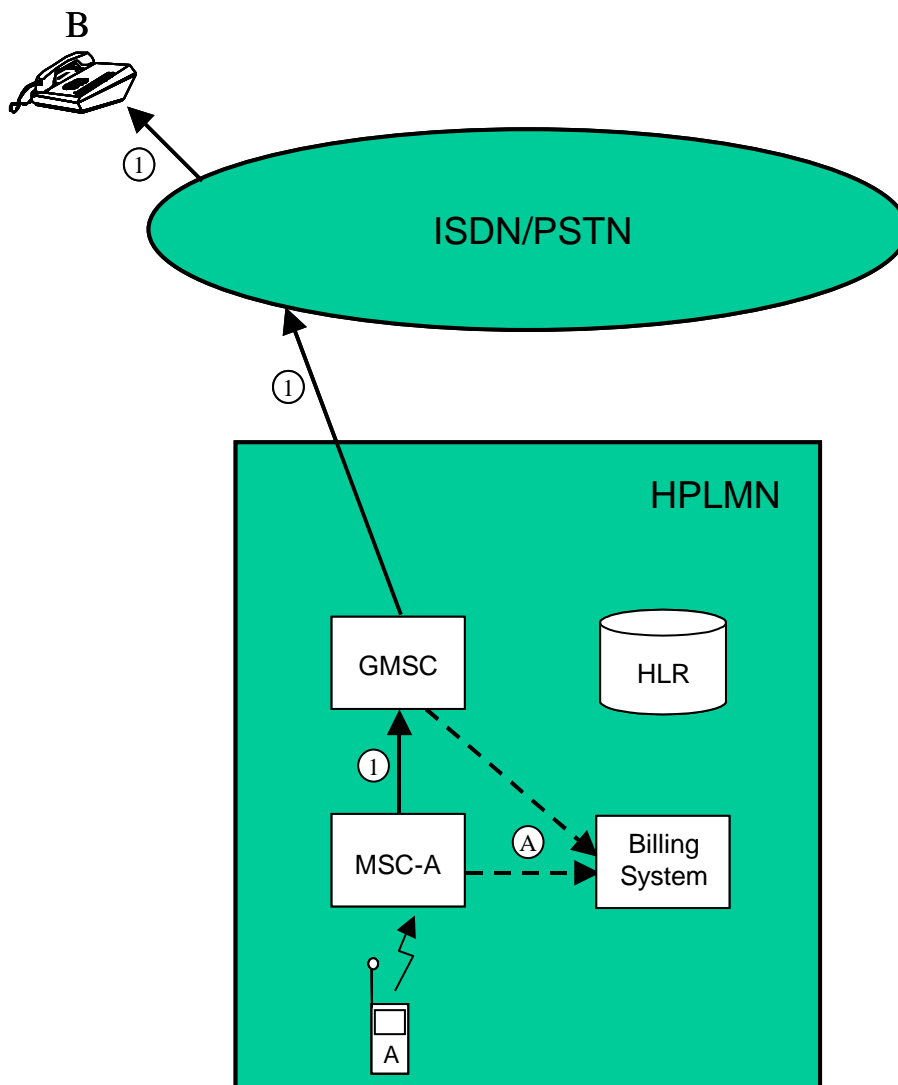 B
1
ISDN/PSTN
1
HPLMN
GMSC
HLR
1
A
MSC-A
Billing
System
A